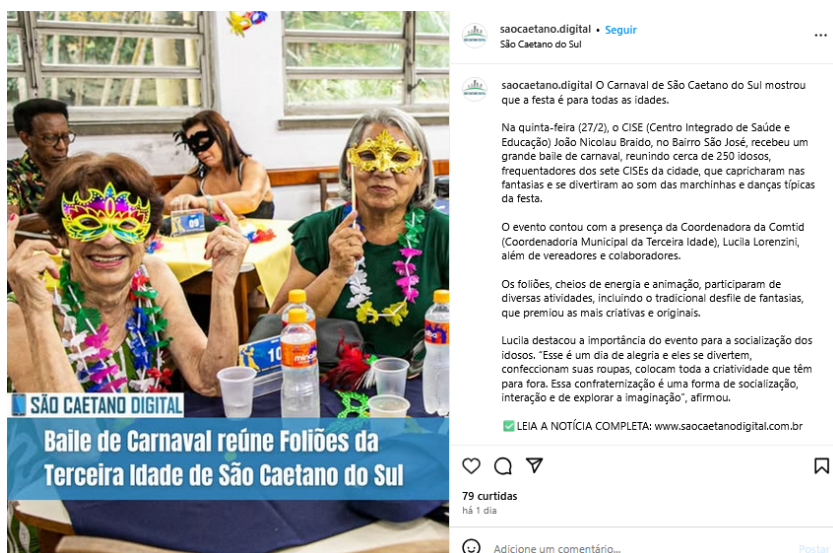 09
10
SÃO CAETANO DIGITAL
Baile de Carnaval reúne Foliões da
Terceira Idade de São Caetano do Sul
saocaetano.digital • Seguir
São Caetano do Sul
saocaetano.digital O Carnaval de São Caetano do Sul mostrou
que a festa é para todas as idades.
Na quinta-feira (27/2), o CISE (Centro Integrado de Saúde e
Educação) João Nicolau Braido, no Bairro São José, recebeu um
grande baile de carnaval, reunindo cerca de 250 idosos,
frequentadores dos sete CISEs da cidade, que capricharam nas
fantasias e se divertiram ao som das marchinhas e danças típicas
da festa.
O evento contou com a presença da Coordenadora da Comtid
(Coordenadoria Municipal da Terceira Idade), Lucila Lorenzini,
além de vereadores e colaboradores.
Os foliões, cheios de energia e animação, participaram de
diversas atividades, incluindo o tradicional desfile de fantasias,
que premiou as mais criativas e originais.
Lucila destacou a importância do evento para a socialização dos
idosos. “Esse é um dia de alegria e eles se divertem,
confeccionam suas roupas, colocam toda a criatividade que têm
para fora. Essa confraternização é uma forma de socialização,
interação e de explorar a imaginação”, afirmou.
✅LEIA A NOTÍCIA COMPLETA: www.saocaetanodigital.com.br
79 curtidas
há 1 dia
Adicione um comentário...
Postar